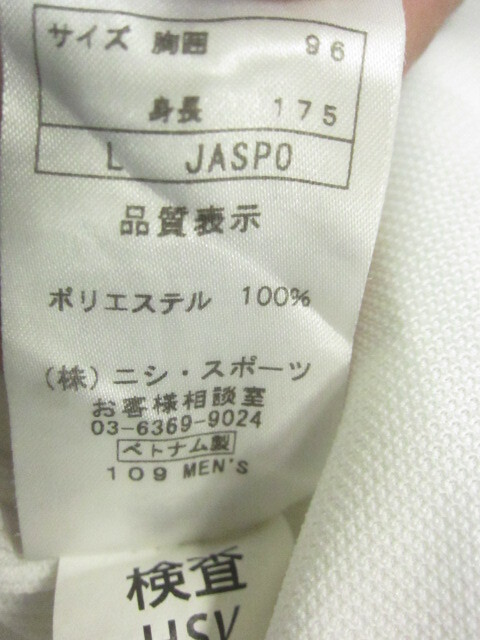 サイズ 胸囲 96
身長 175
L JASPO
品質表示
ポリエステル 100%
(株)ニシ・スポーツ
お客様相談室
03-6369-9024
ベトナム製
109 MEN'S
検査
HSV